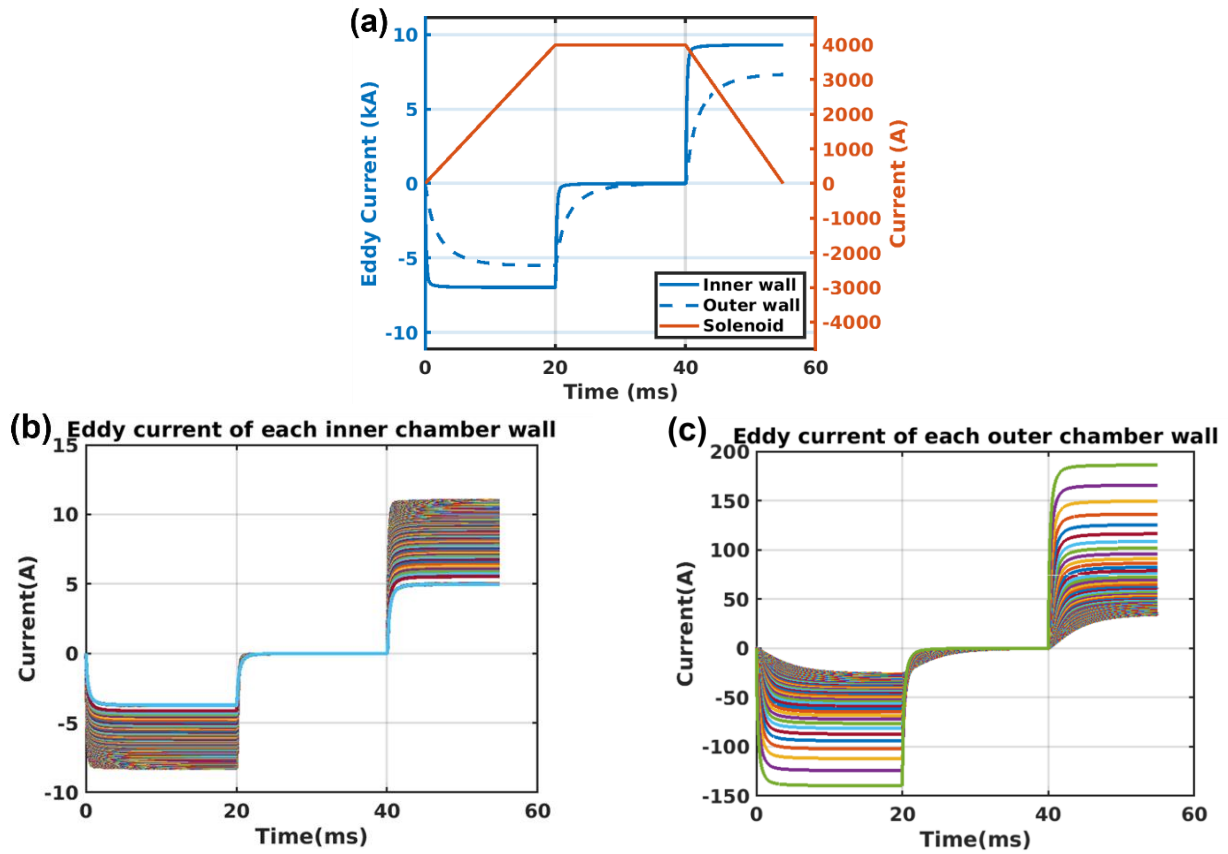 (a)
10
5
0
-5
-10
Eddy Current (kA)
4000
3000
2000
1000
0
-1000
-2000
-3000
-4000
Current (A)
Inner wall
Outer wall
Solenoid
0 20 40 60
Time (ms)
(b)
Eddy current of each inner chamber wall
15
10
5
0
-5
-10
Current(A)
0 20 40 60
Time(ms)
(c)
Eddy current of each outer chamber wall
200
150
100
50
0
-50
-100
-150
Current(A)
0 20 40 60
Time(ms)